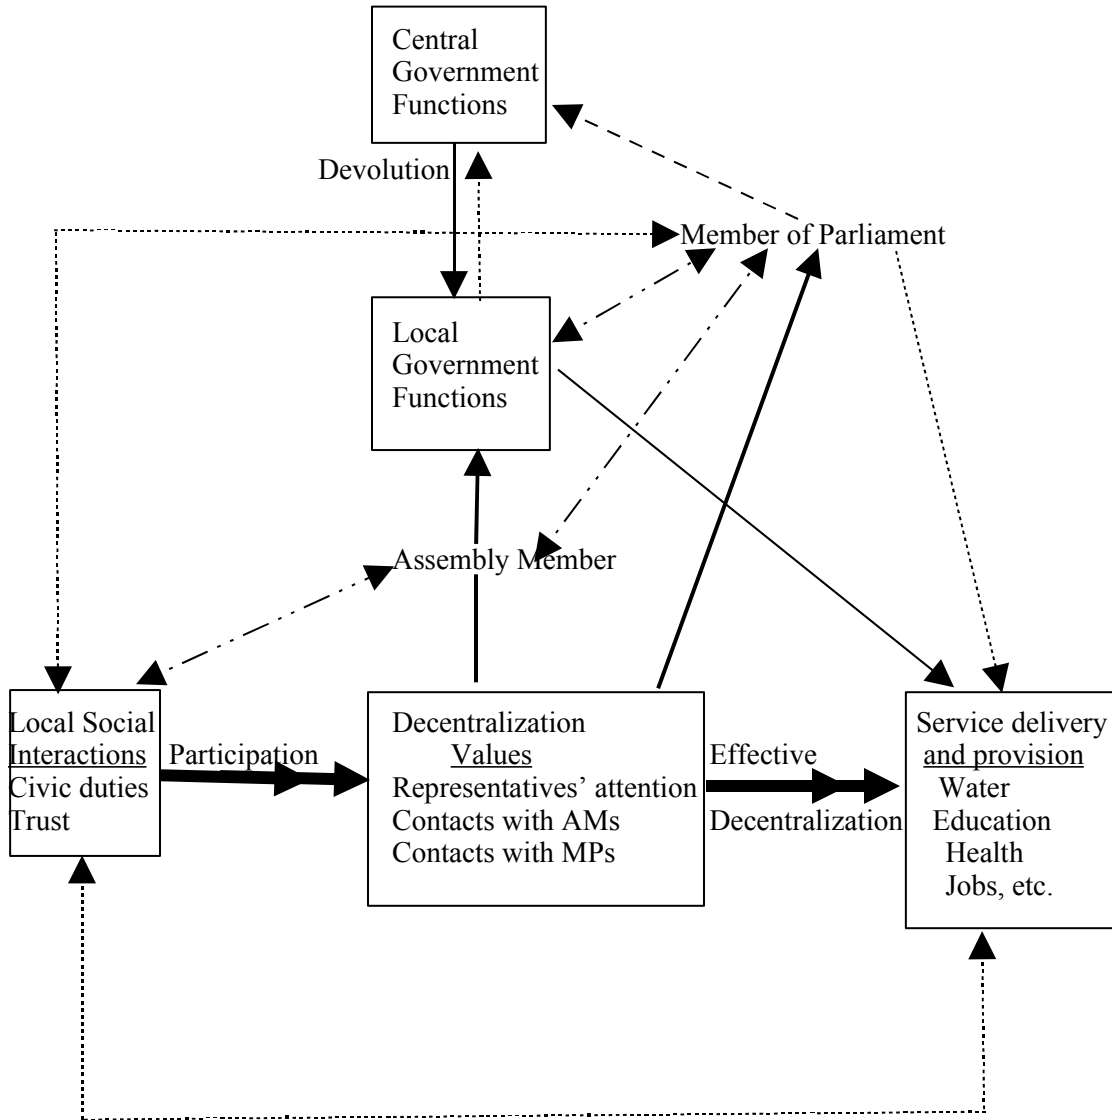 Central
Government
Functions
Devolution
Member of Parliament
Local
Government
Functions
Assembly Member
Local Social
Interactions
Civic duties
Trust
Participation
Decentralization
Values
Representatives’ attention
Contacts with AMs
Contacts with MPs
Effective
Decentralization
Service delivery
and provision
Water
Education
Health
Jobs, etc.